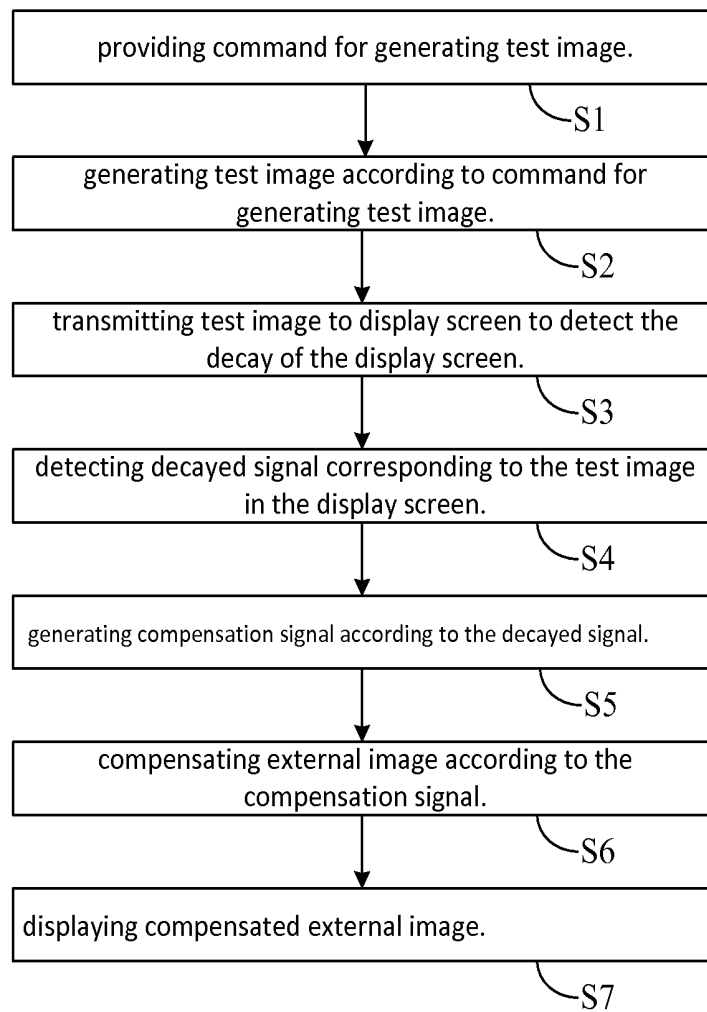 providing command for generating test image.
S1
generating test image according to command for
generating test image.
S2
transmitting test image to display screen to detect the
decay of the display screen.
S3
detecting decayed signal corresponding to the test image
in the display screen.
S4
generating compensation signal according to the decayed signal.
S5
compensating external image according to the
compensation signal.
S6
displaying compensated external image.
S7